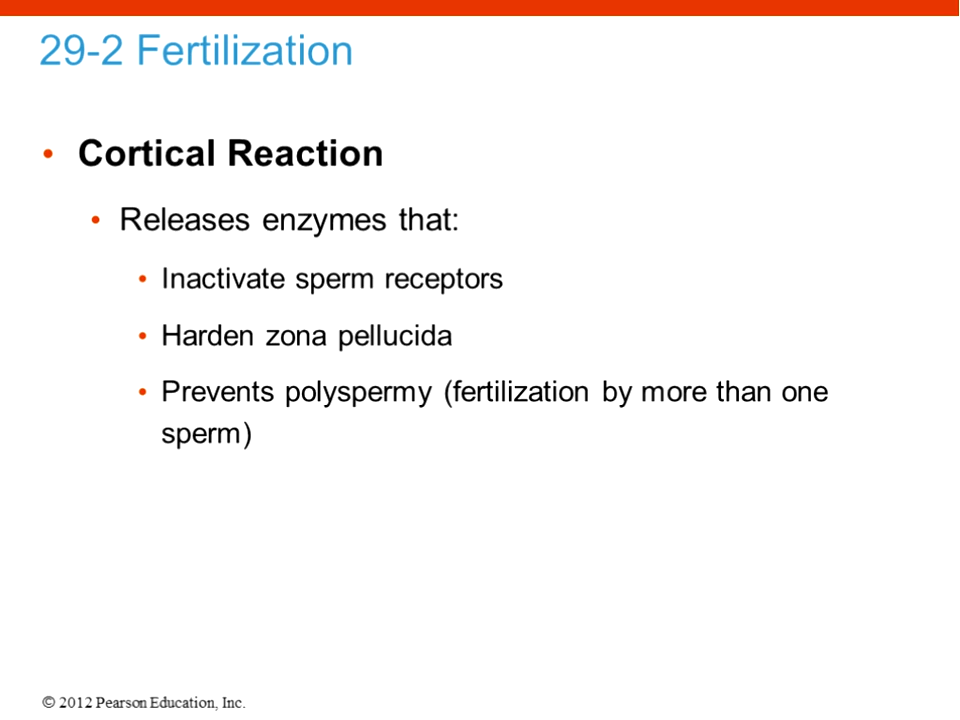 29-2 Fertilization
• Cortical Reaction
• Releases enzymes that:
• Inactivate sperm receptors
• Harden zona pellucida
• Prevents polyspermy (fertilization by more than one
sperm)
© 2012 Pearson Education, Inc.